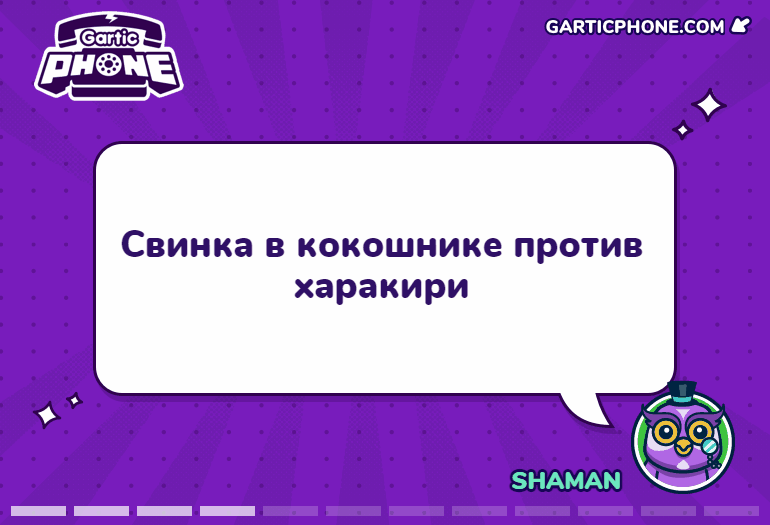 Gartic
PHONE
GARTICPHONE.COM
Свинка в кокошнике против
харакири
SHAMAN